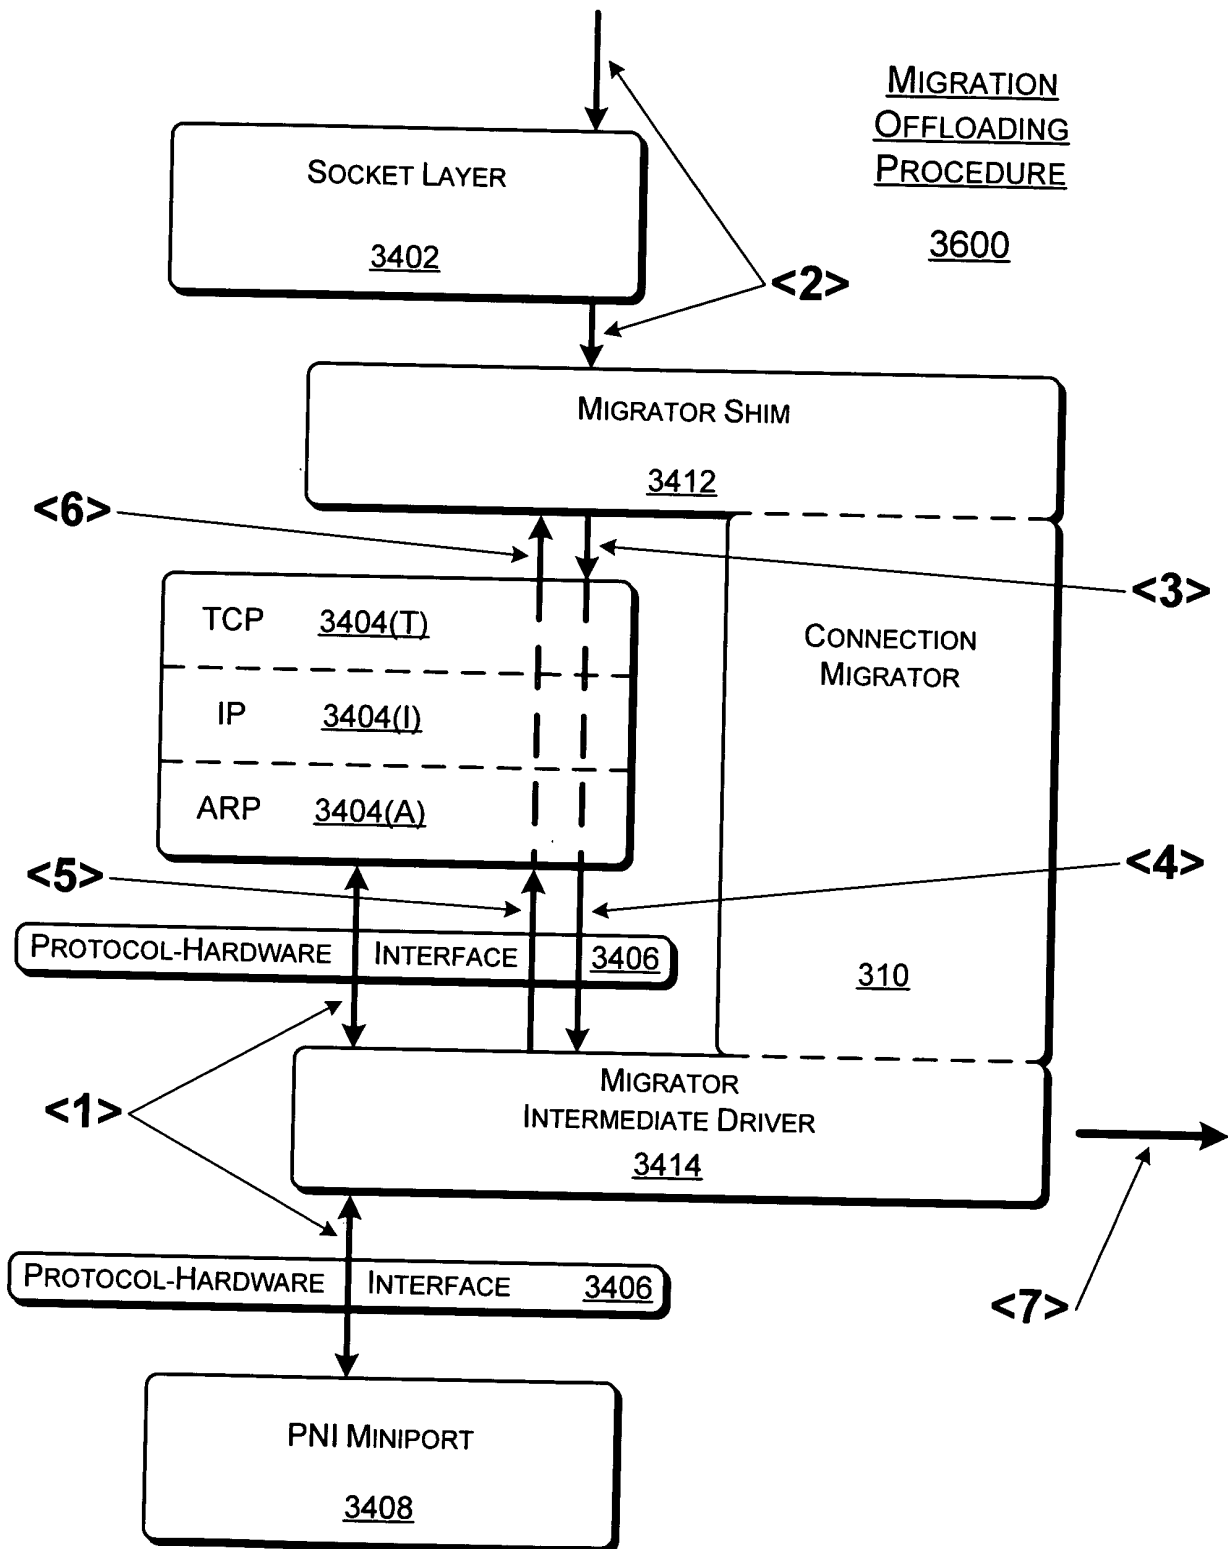 MIGRATION
OFFLOADING
PROCEDURE
3600
SOCKET LAYER
3402
<2>
MIGRATOR SHIM
3412
<6>
<3>
TCP 3404(T)
IP 3404(I)
ARP 3404(A)
CONNECTION
MIGRATOR
310
<5>
<4>
PROTOCOL-HARDWARE INTERFACE 3406
<1>
MIGRATOR
INTERMEDIATE DRIVER
3414
<7>
PROTOCOL-HARDWARE INTERFACE 3406
PNI MINIPORT
3408